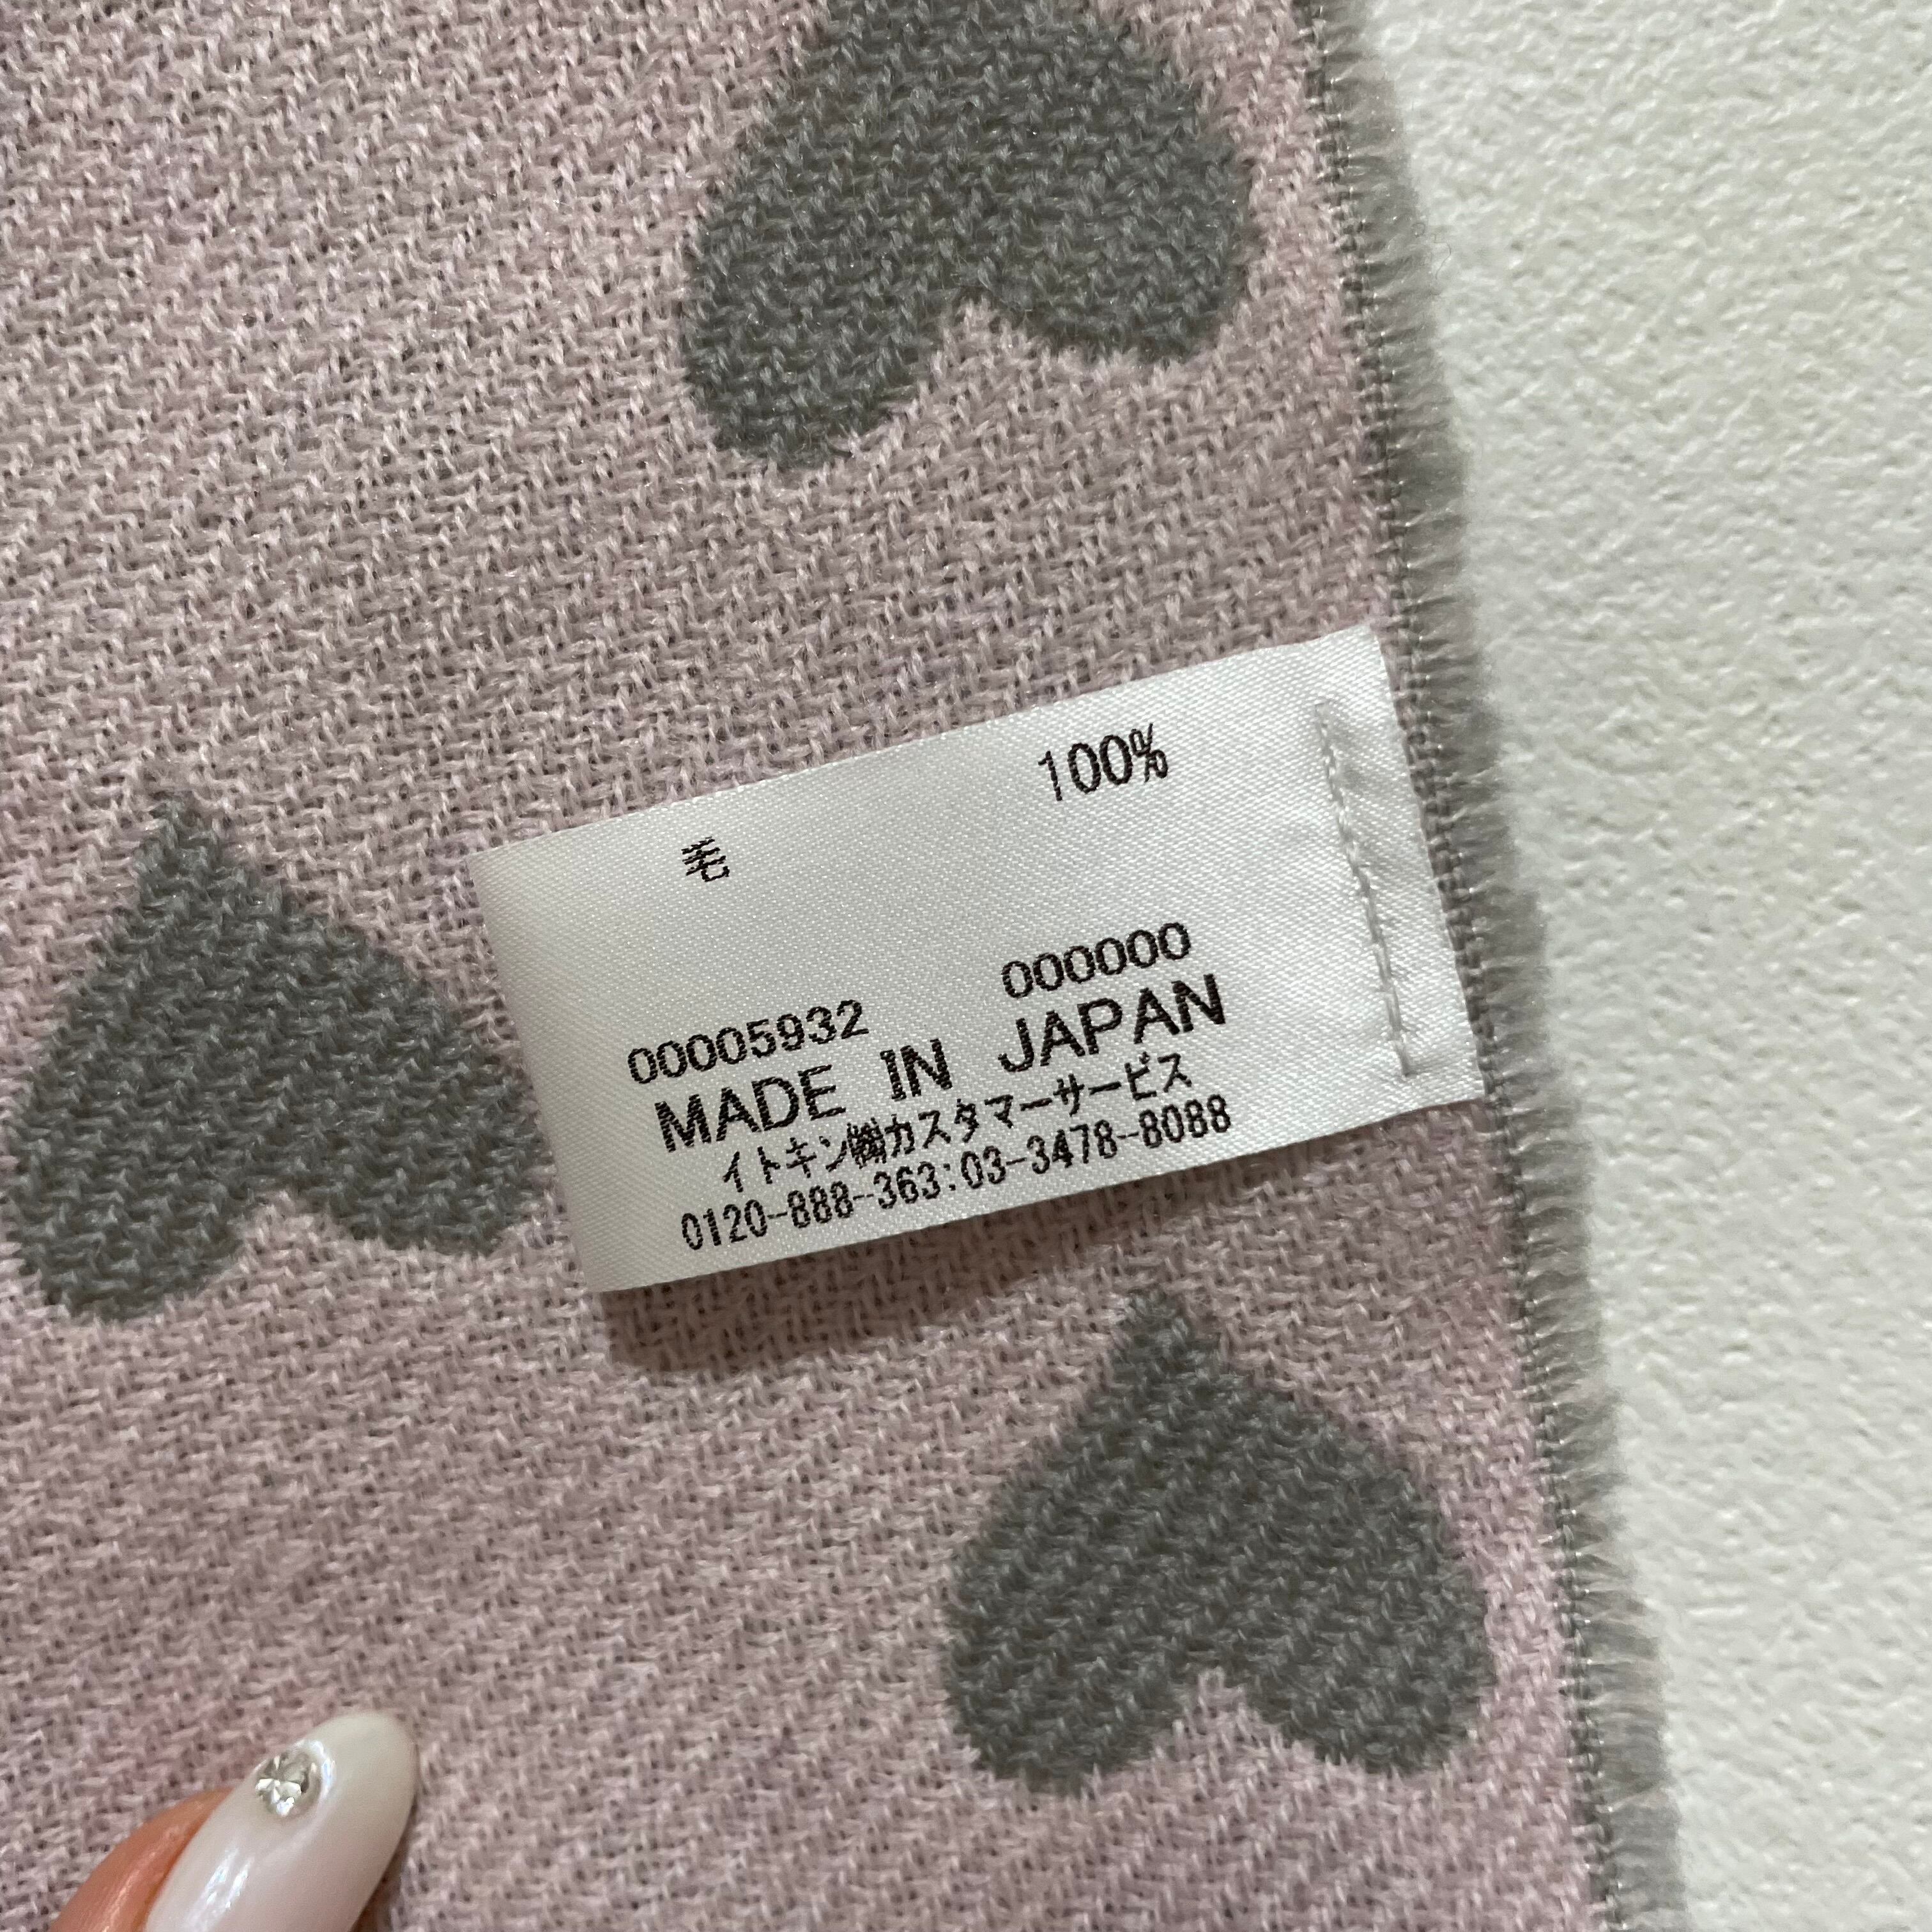 毛 100%
00005932 000000
MADE IN JAPAN
イトキン㈱カスタマーサービス
0120-888-363:03-3478-8088